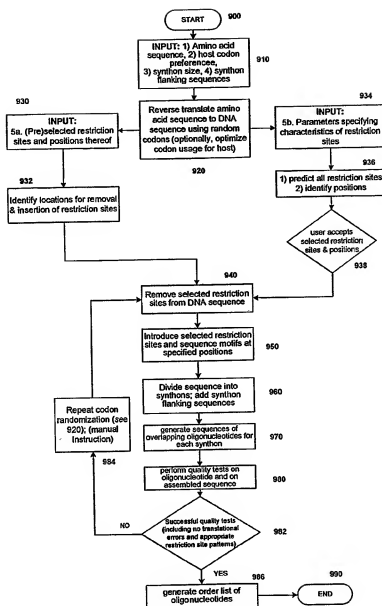 START
900
INPUT: 1) Amino acid
sequence, 2) host codon
preferencee,
3) synthon size, 4) synthon
flanking sequences
910
930
INPUT:
5a. (Pre)selected restriction
sites and positions thereof
Reverse translate amino
acid sequence to DNA
sequence using random
codons (optionally, optimize
codon usage for host)
920
934
INPUT:
5b. Parameters specifying
characteristics of restriction
sites
936
1) predict all restriction sites
2) identify positions
932
Identify locations for removal
& insertion of restriction sites
user accepts
selected restriction
sites & positions
938
940
Remove selected restriction
sites from DNA sequence
Introduce selected restriction
sites and sequence motifs at
specified positions
950
Divide sequence into
synthons; add synthon
flanking sequences
960
Repeat codon
randomization (see
920); (manual
Instruction)
984
generate sequences of
overlapping oligonucleotides for
each synthon
970
perform quality tests on
oligonucleotide and on
assembled sequence
980
NO
Successful quality tests
(including no translational
errors and appropriate
restriction site
patterns)
982
YES
986
990
generate order list of
oligonucleotides
END